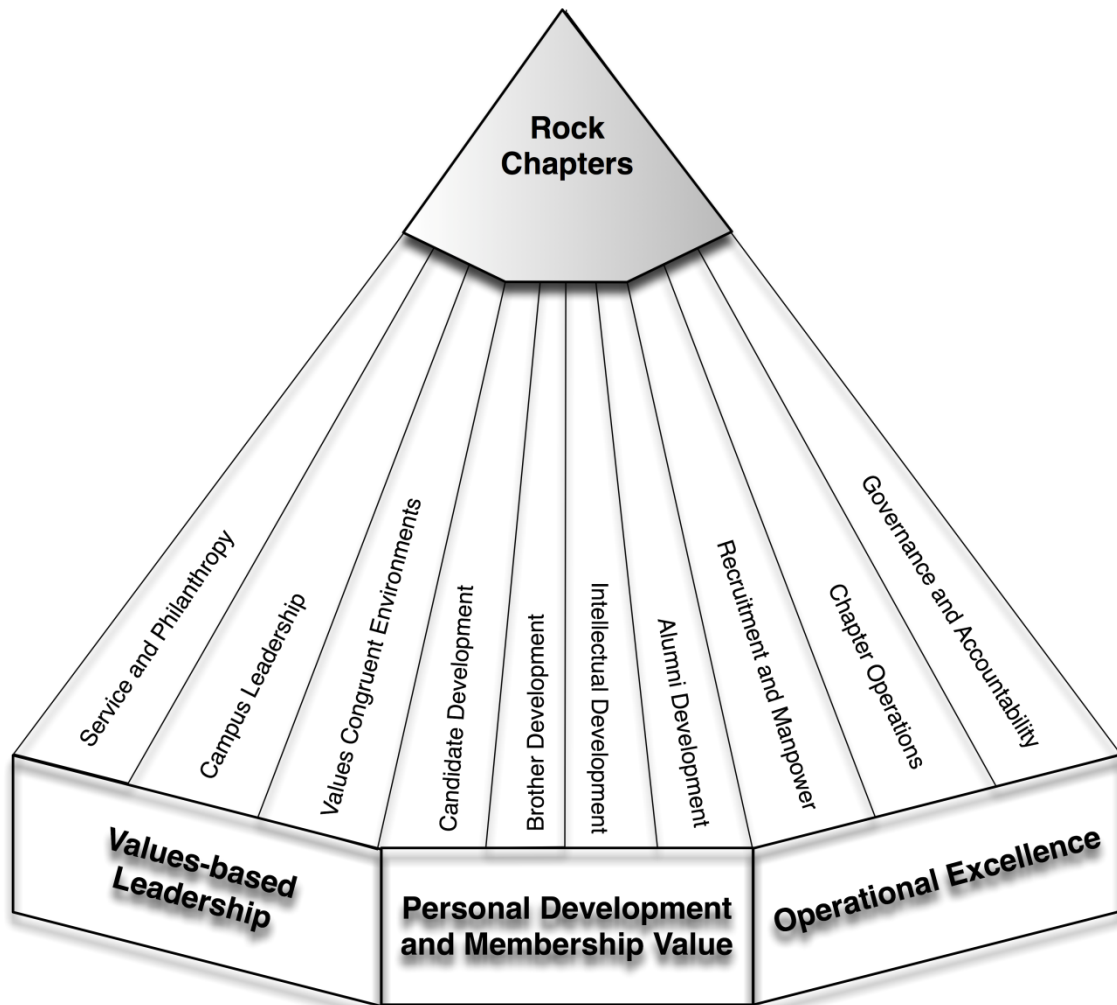 Rock
Chapters
Service and Philanthropy
Campus Leadership
Values Congruent Environments
Candidate Development
Brother Development
Intellectual Development
Alumni Development
Recruitment and Manpower
Chapter Operations
Governance and Accountability
Values-based
Leadership
Personal Development
and Membership Value
Operational Excellence